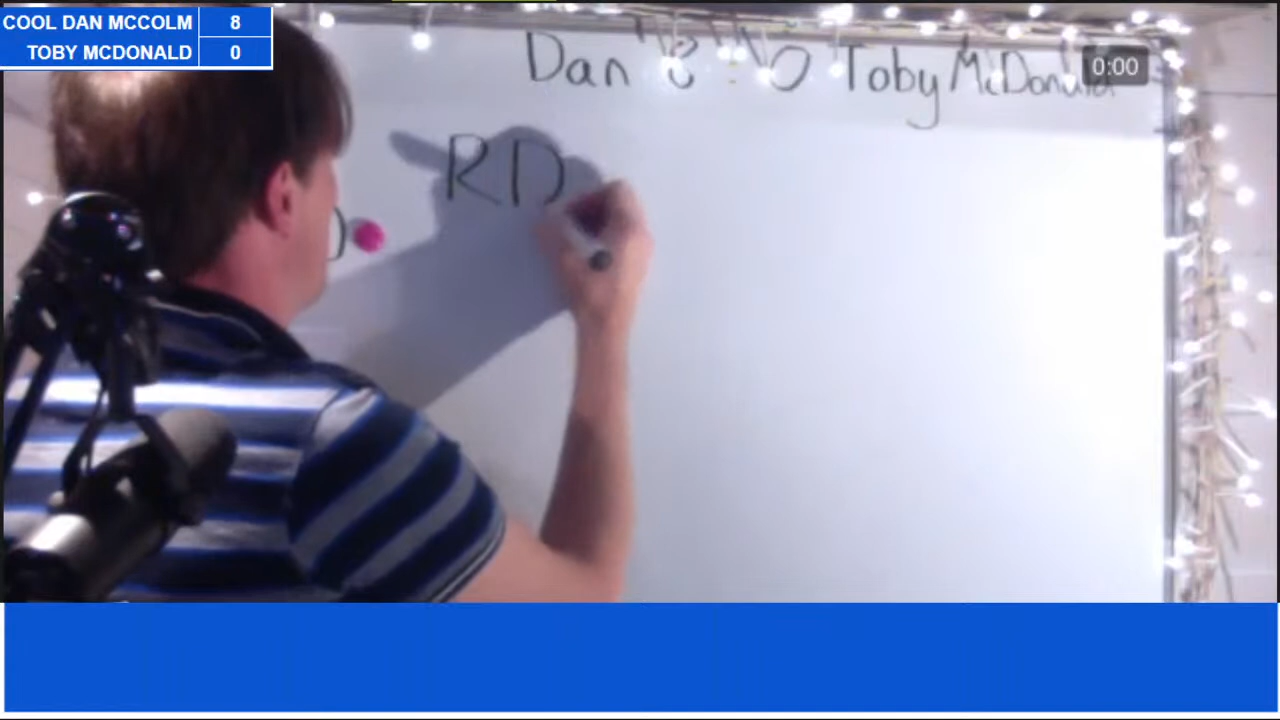 COOL DAN MCCOLM 8
TOBY MCDONALD 0
Dan 8 : 0 Toby McDonald
0:00
RD